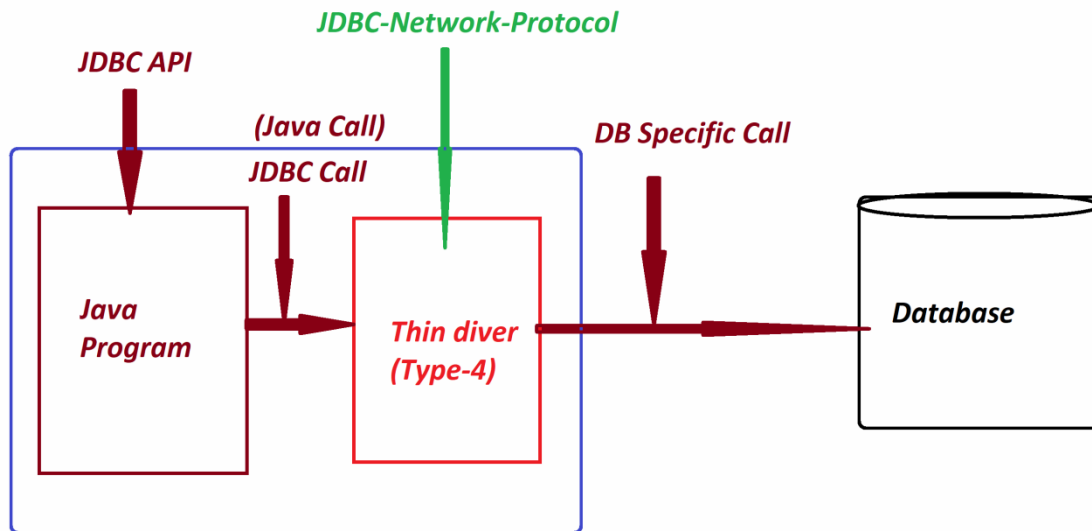 JDBC-Network-Protocol
JDBC API
(Java Call)
DB Specific Call
JDBC Call
Java
Program
Thin diver
(Type-4)
Database